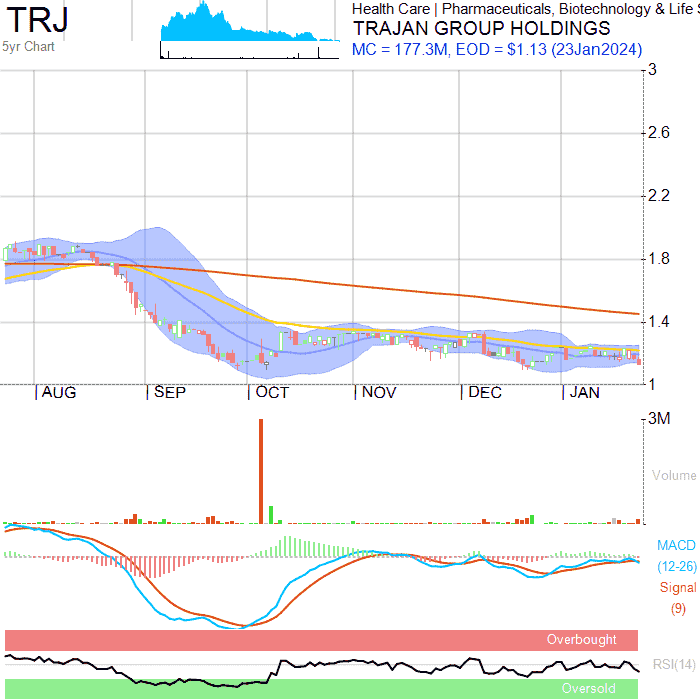 TRJ
5yr Chart
Health Care | Pharmaceuticals, Biotechnology & Life S
TRAJAN GROUP HOLDINGS
MC = 177.3M, EOD = $1.13 (23Jan2024)
3
2.6
2.2
1.8
1.4
1
AUG
SEP
OCT
NOV
DEC
JAN
3M
Volume
MACD
(12-26)
Signal
(9)
Overbought
RSI(14)
Oversold